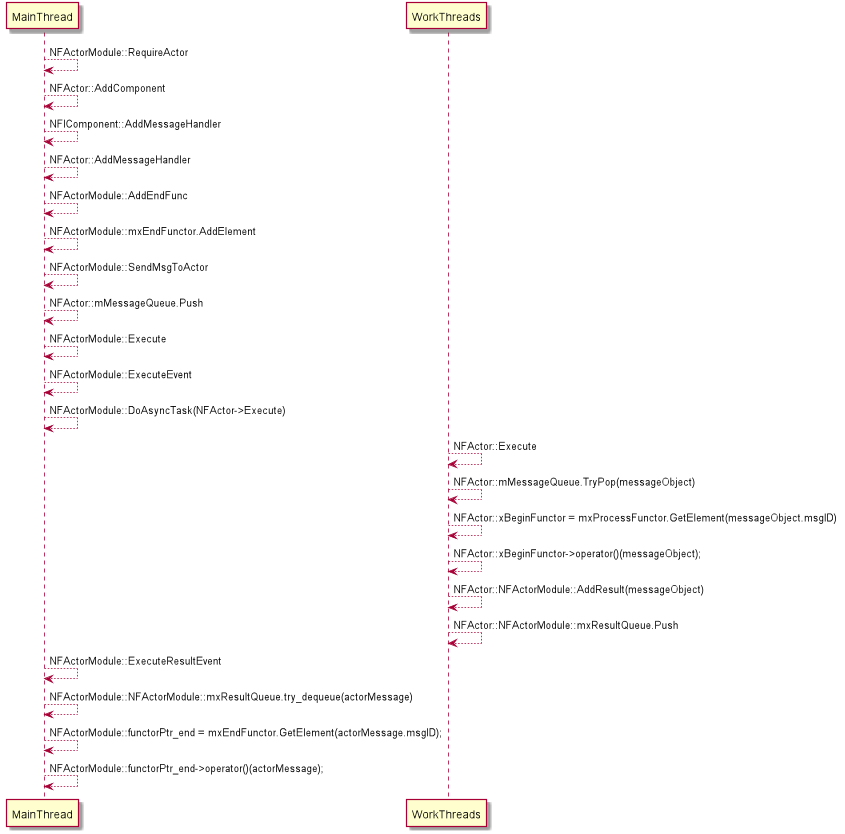 MainThread
WorkThreads
NFActorModule::RequireActor
NFActor::AddComponent
NFIComponent::AddMessageHandler
NFActor::AddMessageHandler
NFActorModule::AddEndFunc
NFActorModule::mxEndFunctor.AddElement
NFActorModule::SendMsgToActor
NFActor::mMessageQueue.Push
NFActorModule::Execute
NFActorModule::ExecuteEvent
NFActorModule::DoAsyncTask(NFActor->Execute)
NFActor::Execute
NFActor::mMessageQueue.TryPop(messageObject)
NFActor::xBeginFunctor = mxProcessFunctor.GetElement(messageObject.msgID)
NFActor::xBeginFunctor->operator()(messageObject);
NFActor::NFActorModule::AddResult(messageObject)
NFActor::NFActorModule::mxResultQueue.Push
NFActorModule::ExecuteResultEvent
NFActorModule::NFActorModule::mxResultQueue.try_dequeue(actorMessage)
NFActorModule::functorPtr_end = mxEndFunctor.GetElement(actorMessage.msgID);
NFActorModule::functorPtr_end->operator()(actorMessage);
MainThread
WorkThreads